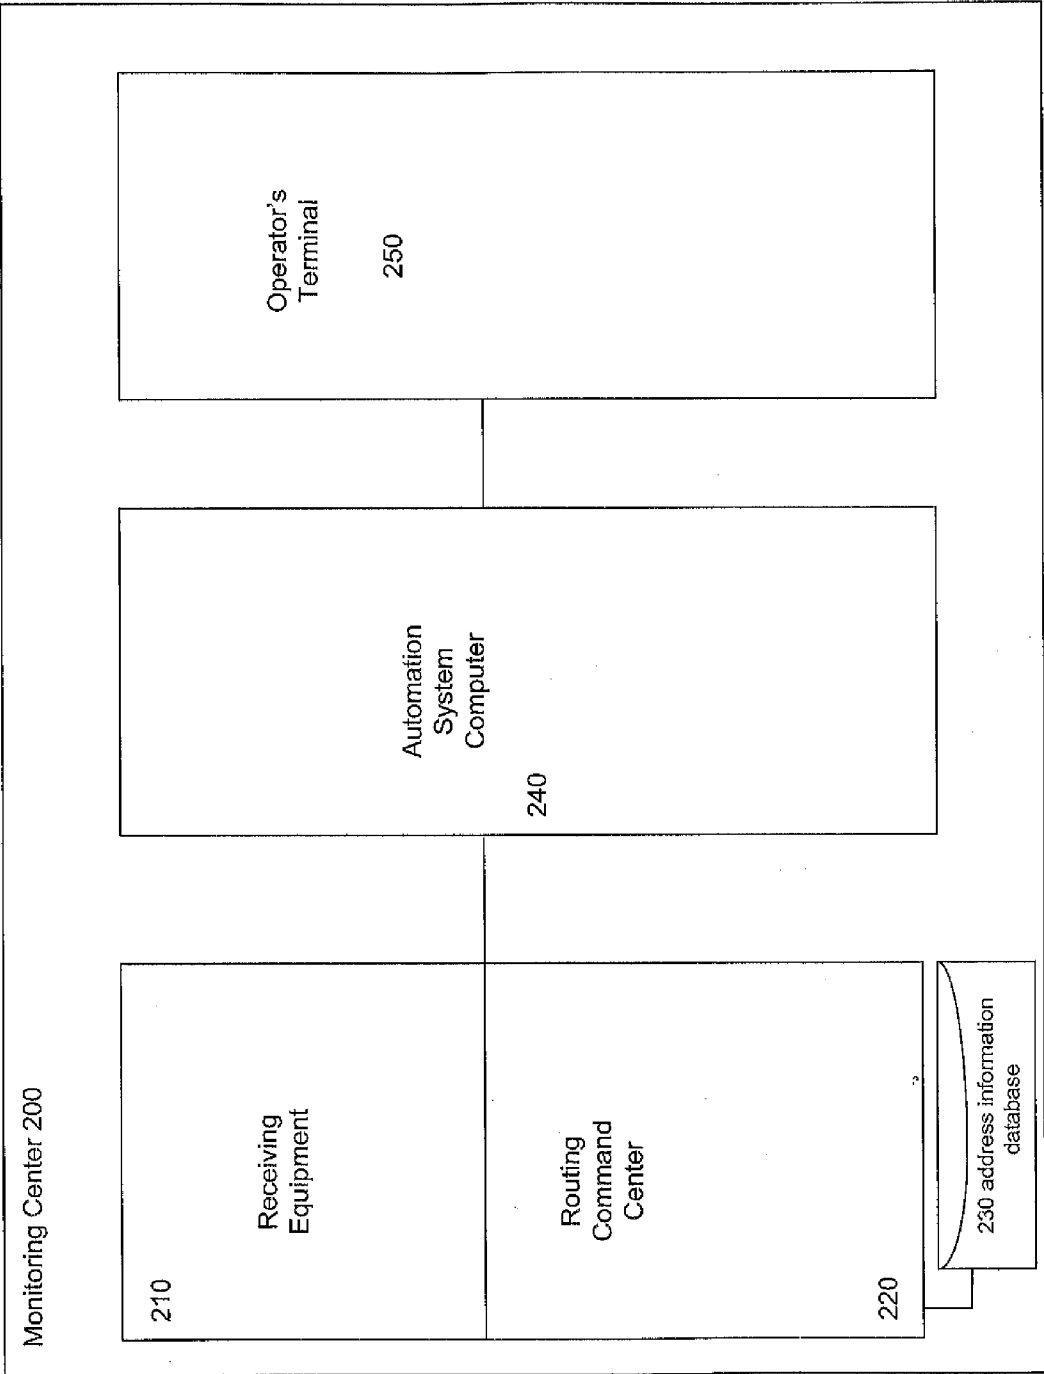 Monitoring Center 200
210
Receiving
Equipment
Routing
Command
Center
220
230 address information
database
Automation
System
Computer
240
Operator's
Terminal
250